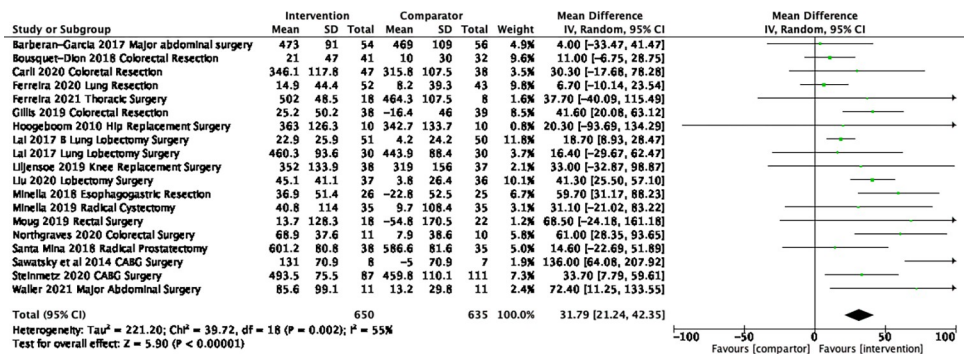 Intervention Comparator Mean Difference Mean Difference
Study or Subgroup Mean SD Total Mean SD Total Weight IV, Random, 95% CI IV, Random, 95% CI
Barberan-Garcia 2017 Major abdominal surgery 473 91 54 469 109 56 4.9% 4.00 [-33.47, 41.47]
Bousquet-Dion 2018 Colorectal Resection 21 47 41 10 30 32 9.0% 11.00 [-6.75, 28.75]
Carli 2020 Coloretal Resection 346.1 117.8 47 315.8 107.5 38 3.6% 30.30 [-17.68, 78.28]
Ferreira 2020 Lung Resection 14.9 44.4 52 8.2 39.3 43 9.3% 6.70 [-10.14, 23.54]
Ferreira 2021 Thoracic Surgery 502 48.5 18 464.3 107.5 8 1.6% 37.70 [-40.09, 115.49]
Gillis 2019 Colorectal Resection 25.2 50.2 38 -16.4 46 39 8.0% 41.60 [20.08, 63.12]
Hoogeboom 2010 Hip Replacement Surgery 363 126.3 10 342.7 133.7 10 0.8% 20.30 [-93.69, 134.29]
Lai 2017 B Lung Lobectomy Surgery 22.9 25.9 51 4.2 24.2 50 11.2% 18.70 [8.93, 28.47]
Lai 2017 Lung Lobectomy Surgery 460.3 93.6 30 443.9 88.4 30 3.7% 16.40 [-29.67, 62.47]
Liljensoe 2019 Knee Replacement Surgery 352 133.9 38 319 156 37 2.2% 33.00 [-32.87, 98.87]
Liu 2020 Lobectomy Surgery 45.1 41.1 37 3.8 26.4 36 9.6% 41.30 [25.50, 57.10]
Minella 2018 Esophagogastric Resection 36.9 51.4 26 -22.8 52.5 25 6.4% 59.70 [31.17, 88.23]
Minella 2019 Radical Cystectomy 40.8 114 35 9.7 108.4 35 3.1% 31.10 [-21.02, 83.22]
Moug 2019 Rectal Surgery 13.7 128.3 18 -54.8 170.5 22 1.2% 68.50 [-24.18, 161.18]
Northgraves 2020 Colorectal Surgery 68.9 37.6 11 7.9 38.6 10 5.8% 61.00 [28.35, 93.65]
Santa Mina 2018 Radical Prostatectomy 601.2 80.8 38 586.6 81.6 35 4.9% 14.60 [-22.69, 51.89]
Sawatsky et al 2014 CABG Surgery 131 70.9 8 -5 70.9 7 1.9% 136.00 [64.08, 207.92]
Steinmetz 2020 CABG Surgery 493.5 75.5 87 459.8 110.1 111 7.1% 33.70 [7.79, 59.61]
Waller 2021 Major Abdominal Surgery 85.6 99.1 11 13.2 29.8 11 2.4% 72.40 [11.25, 133.55]
Total (95% CI) 650 635 100.0% 31.79 [21.24, 42.35]
Heterogeneity: Tau² = 221.20; Chi² = 39.72, df = 18 (P = 0.002); I² = 55%
Test for overall effect: Z = 5.90 (P < 0.00001)
-100 -50 0 50 100
Favours [compartor] Favours [intervention]